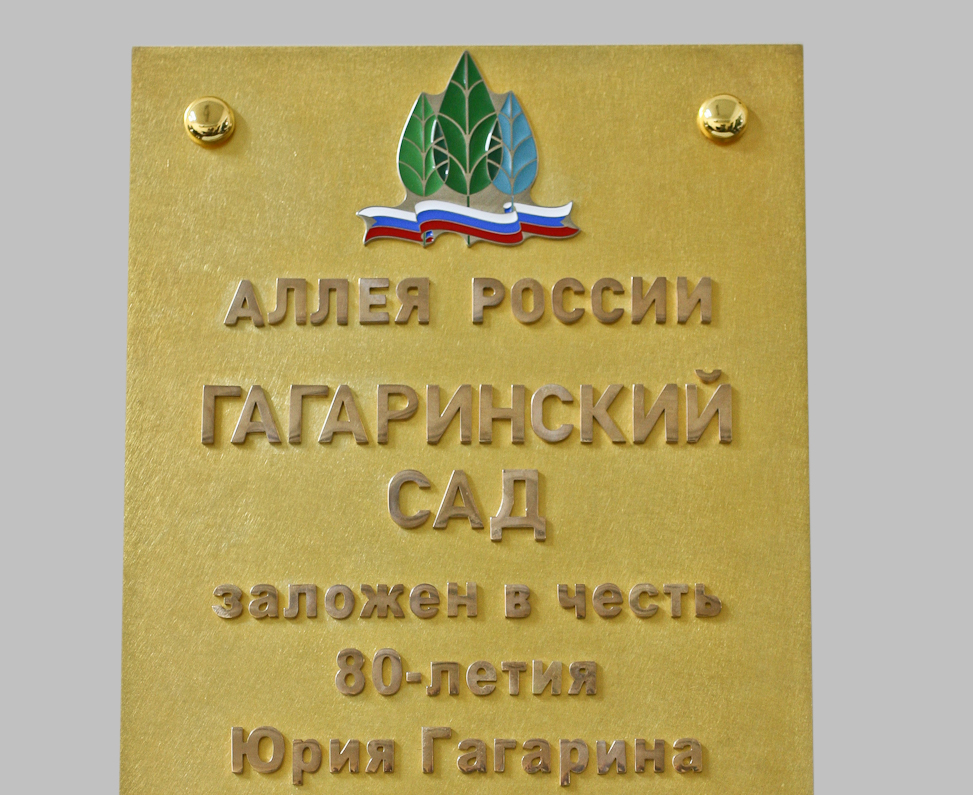 АЛЛЕЯ РОССИИ
ГАГАРИНСКИЙ
САД
заложен в честь
80-летия
Юрия Гагарина